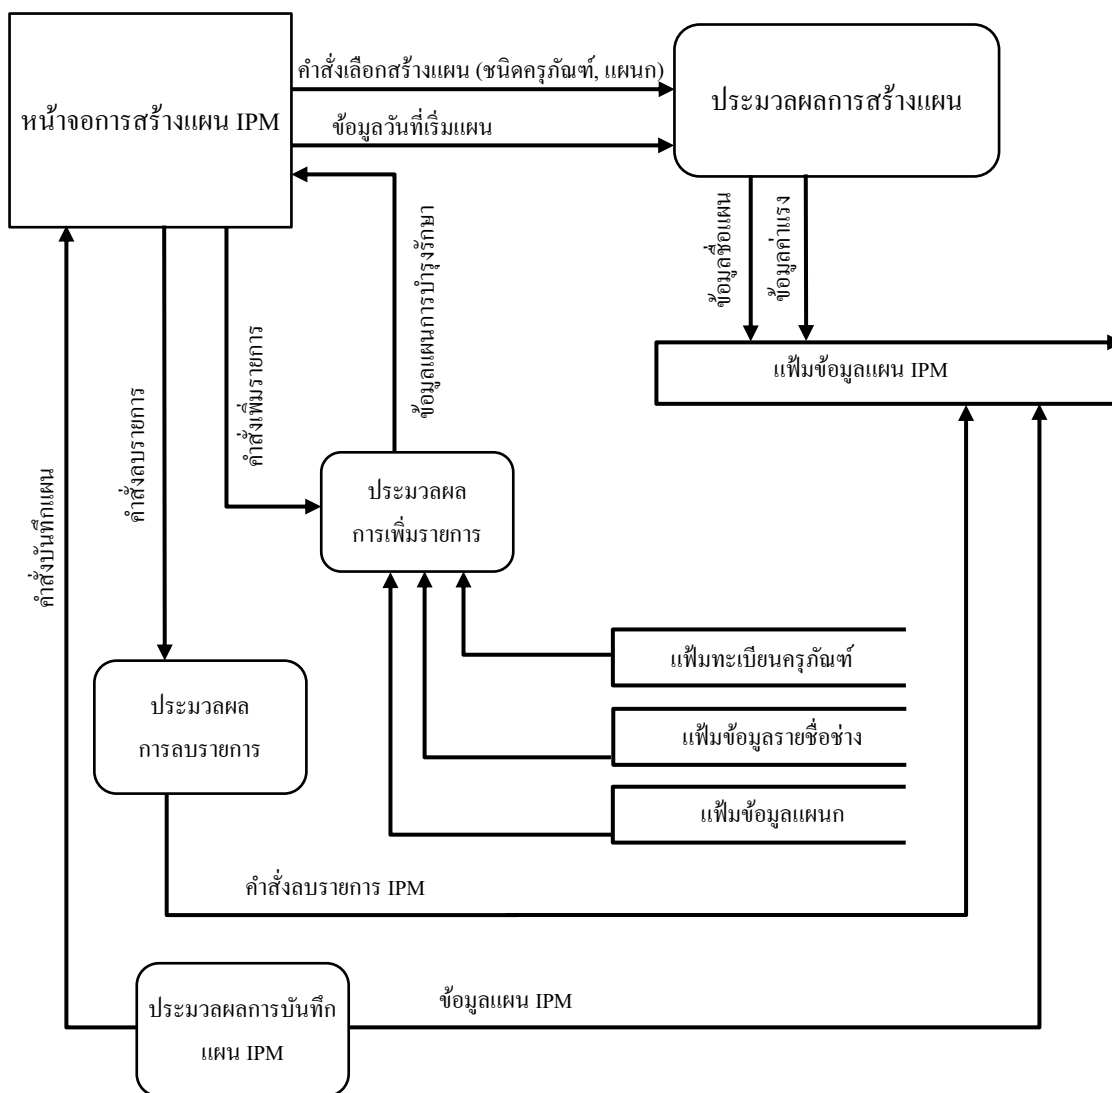 คำสั่งเลือกสร้างแผน (ชนิดครุภัณฑ์, แผนก)
หน้าจอการสร้างแผน IPM
ประมวลผลการสร้างแผน
ข้อมูลวันที่เริ่มแผน
ข้อมูลชื่อแผน
ข้อมูลค่าแรง
ข้อมูลแผนการบำรุงรักษา
คำสั่งเพิ่มรายการ
คำสั่งลบรายการ
คำสั่งบันทึกแผน
แฟ้มข้อมูลแผน IPM
ประมวลผล
การเพิ่มรายการ
แฟ้มทะเบียนครุภัณฑ์
ประมวลผล
การลบรายการ
แฟ้มข้อมูลรายชื่อช่าง
แฟ้มข้อมูลแผนก
คำสั่งลบรายการ IPM
ข้อมูลแผน IPM
ประมวลผลการบันทึก
แผน IPM